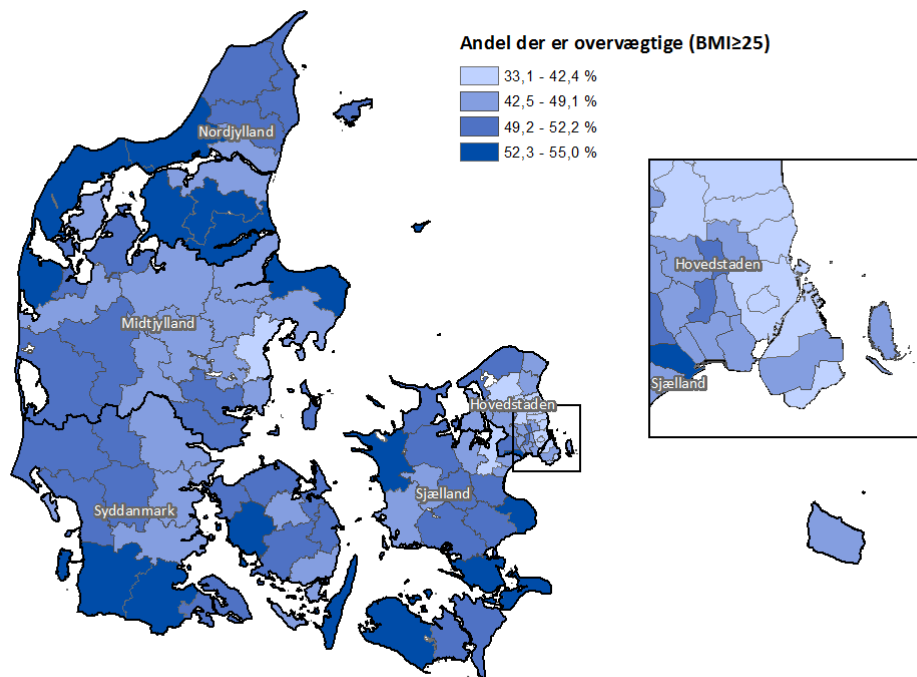 Andel der er overvægtige (BMI≥25)
33,1 - 42,4 %
42,5 - 49,1 %
49,2 - 52,2 %
52,3 - 55,0 %
Nordjylland
Midtjylland
Hovedstaden
Sjælland
Syddanmark
Hovedstaden
Sjælland